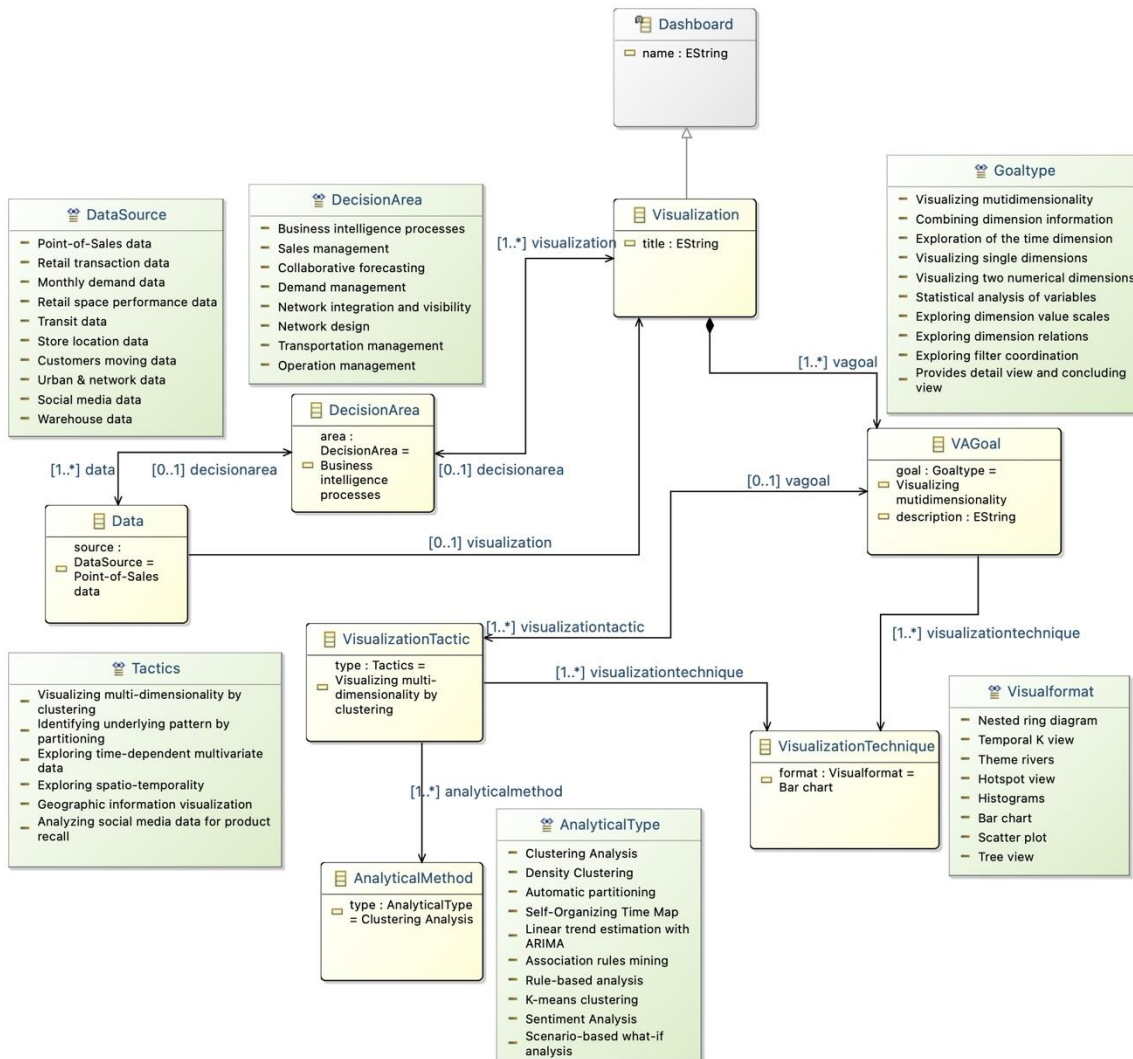 Dashboard
name : EString
Visualization
title : EString
Goaltype
Visualizing mutidimensionality
Combining dimension information
Exploration of the time dimension
Visualizing single dimensions
Visualizing two numerical dimensions
Statistical analysis of variables
Exploring dimension value scales
Exploring dimension relations
Exploring filter coordination
Provides detail view and concluding
view
DecisionArea
Business intelligence processes
Sales management
Collaborative forecasting
Demand management
Network integration and visibility
Network design
Transportation management
Operation management
DataSource
Point-of-Sales data
Retail transaction data
Monthly demand data
Retail space performance data
Transit data
Store location data
Customers moving data
Urban & network data
Social media data
Warehouse data
[1..*] visualization
[1..*] vagoal
DecisionArea
area :
DecisionArea =
Business
intelligence
processes
[1..*] data
[0..1] decisionarea
[0..1] decisionarea
VAGoal
goal : Goaltype =
Visualizing
mutidimensionality
description : EString
[0..1] vagoal
Data
source :
DataSource =
Point-of-Sales
data
[0..1] visualization
[1..*] visualizationtactic
[1..*] visualizationtechnique
VisualizationTactic
type : Tactics =
Visualizing multi-
dimensionality by
clustering
[1..*] visualizationtechnique
Tactics
Visualizing multi-dimensionality by
clustering
Identifying underlying pattern by
partitioning
Exploring time-dependent multivariate
data
Exploring spatio-temporality
Geographic information visualization
Analyzing social media data for product
recall
Visualformat
Nested ring diagram
Temporal K view
Theme rivers
Hotspot view
Histograms
Bar chart
Scatter plot
Tree view
VisualizationTechnique
format : Visualformat =
Bar chart
[1..*] analyticalmethod
AnalyticalType
Clustering Analysis
Density Clustering
Automatic partitioning
Self-Organizing Time Map
Linear trend estimation with
ARIMA
Association rules mining
Rule-based analysis
K-means clustering
Sentiment Analysis
Scenario-based what-if
analysis
AnalyticalMethod
type : AnalyticalType
= Clustering Analysis